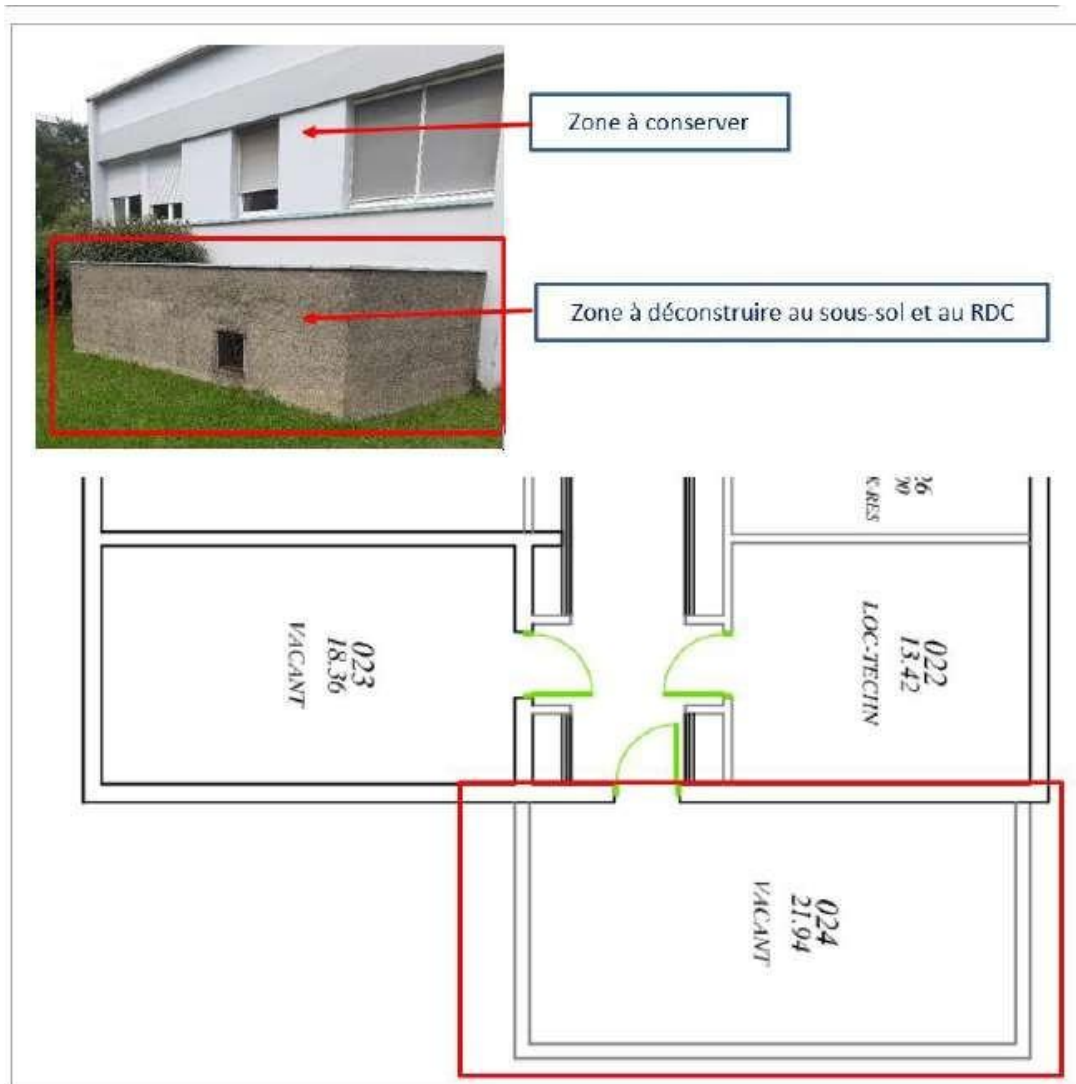 Zone à conserver
Zone à déconstruire au sous-sol et au RDC
023
18.36
VACANT
022
13.42
LOC-TECHN
024
21.94
VACANT